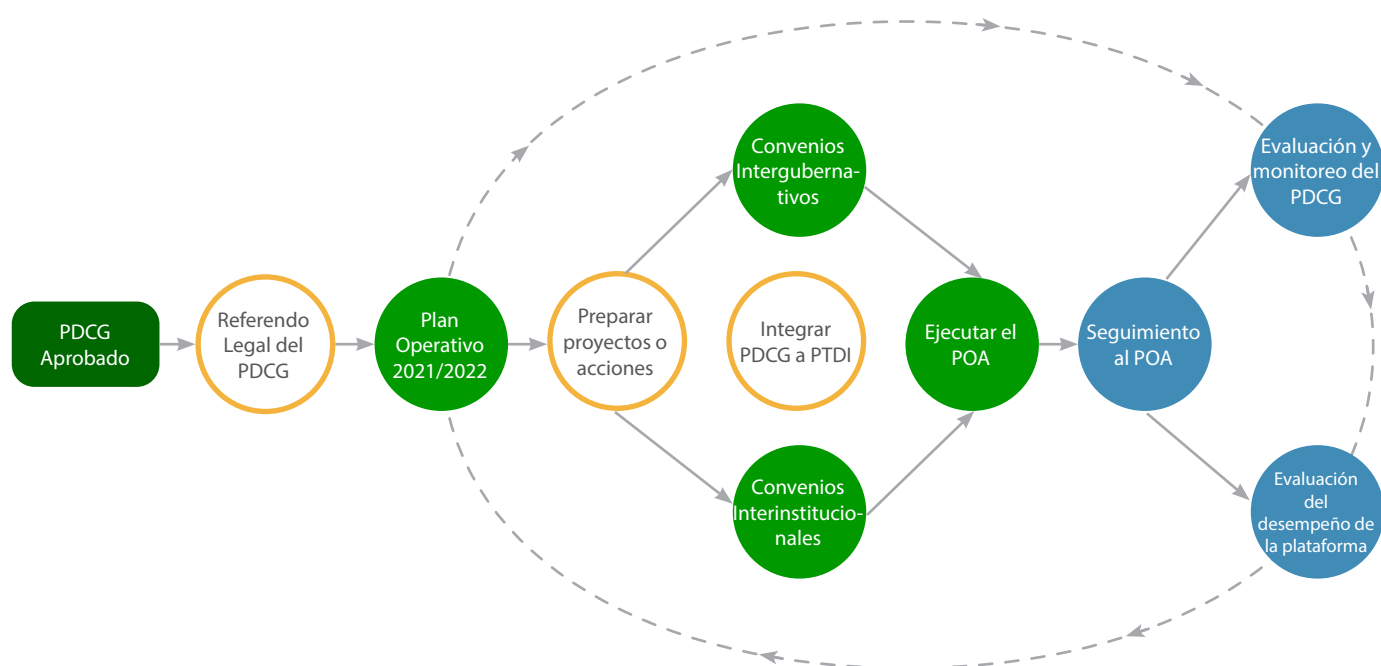 PDCG
Aprobado
Referendo
Legal del
PDCG
Plan
Operativo
2021/2022
Preparar
proyectos o
acciones
Convenios
Interguberna-
tivos
Integrar
PDCG a PTDI
Convenios
Interinstitucio-
nales
Ejecutar el
POA
Seguimiento
al POA
Evaluación y
monitoreo del
PDCG
Evaluación
del
desempeño de
la plataforma